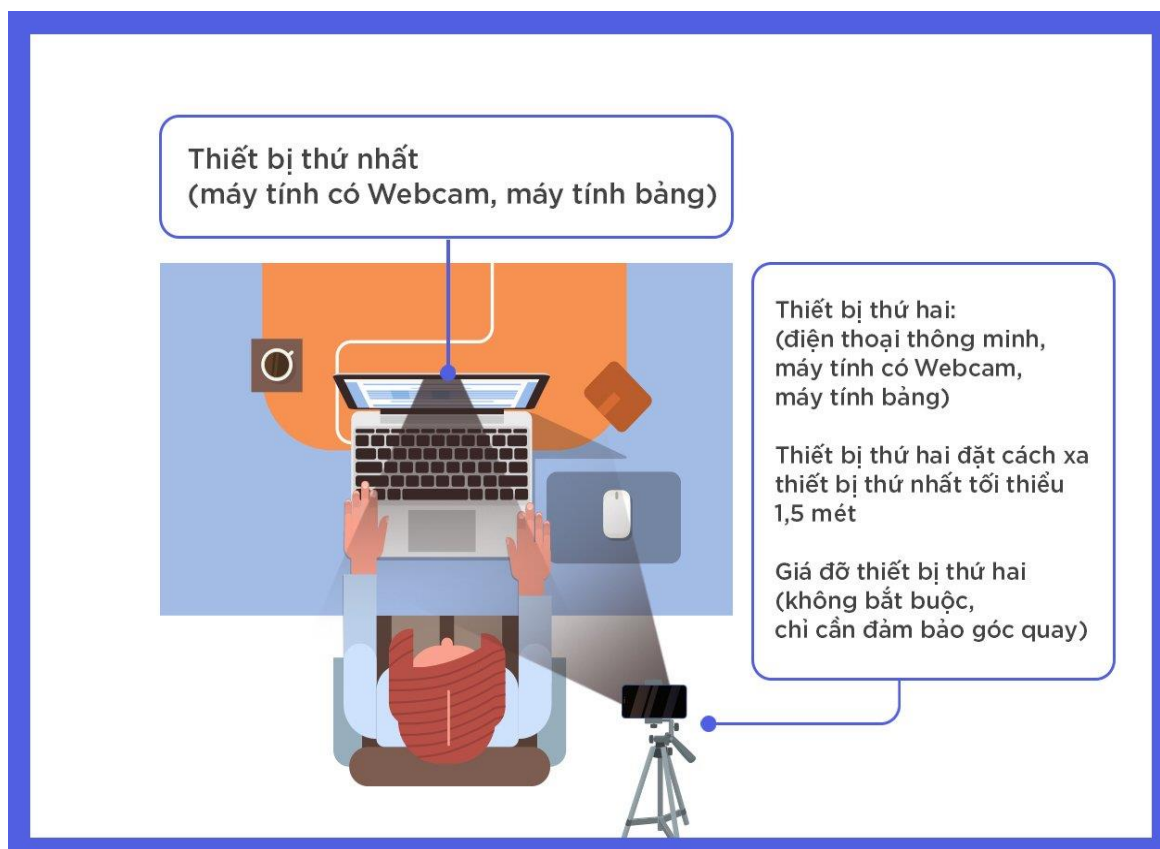 Thiết bị thứ nhất
(máy tính có Webcam, máy tính bảng)
Thiết bị thứ hai:
(điện thoại thông minh,
máy tính có Webcam,
máy tính bảng)
Thiết bị thứ hai đặt cách xa
thiết bị thứ nhất tối thiểu
1,5 mét
Giá đỡ thiết bị thứ hai
(không bắt buộc,
chỉ cần đảm bảo góc quay)